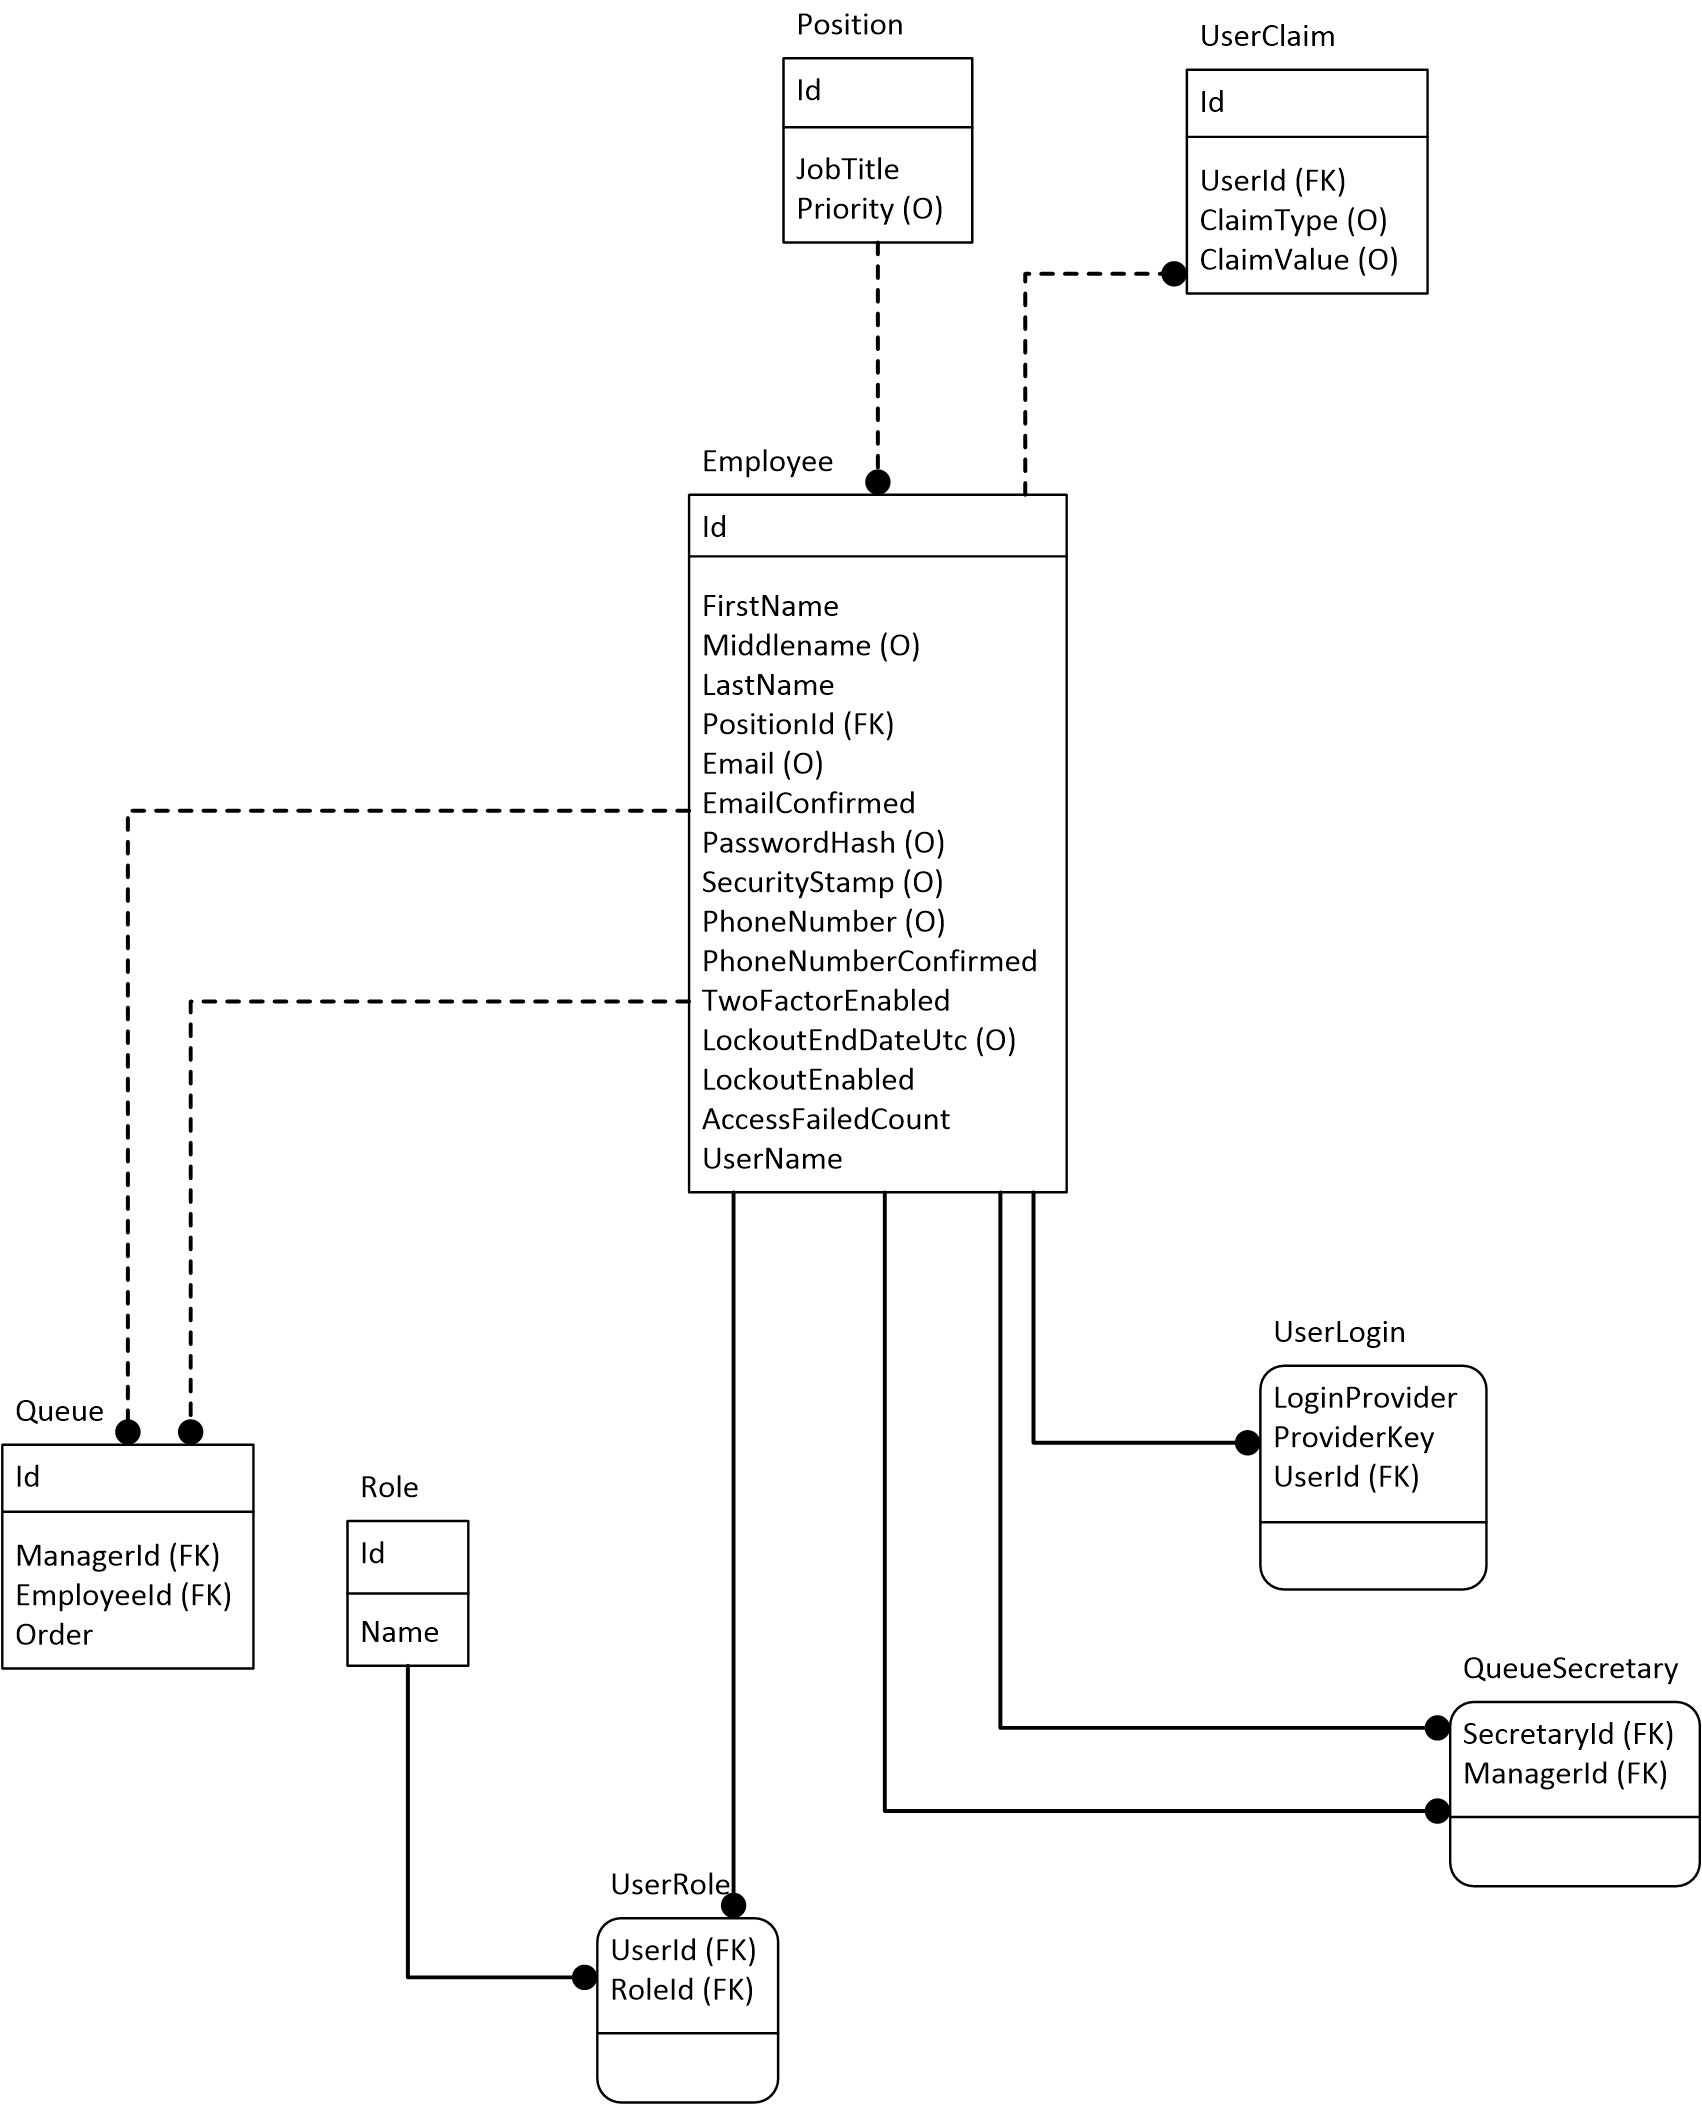 Position
Id
JobTitle
Priority (O)
UserClaim
Id
UserId (FK)
ClaimType (O)
ClaimValue (O)
Employee
Id
FirstName
Middlename (O)
LastName
PositionId (FK)
Email (O)
EmailConfirmed
PasswordHash (O)
SecurityStamp (O)
PhoneNumber (O)
PhoneNumberConfirmed
TwoFactorEnabled
LockoutEndDateUtc (O)
LockoutEnabled
AccessFailedCount
UserName
Queue
Id
ManagerId (FK)
EmployeeId (FK)
Order
Role
Id
Name
UserLogin
LoginProvider
ProviderKey
UserId (FK)
QueueSecretary
SecretaryId (FK)
ManagerId (FK)
UserRole
UserId (FK)
RoleId (FK)